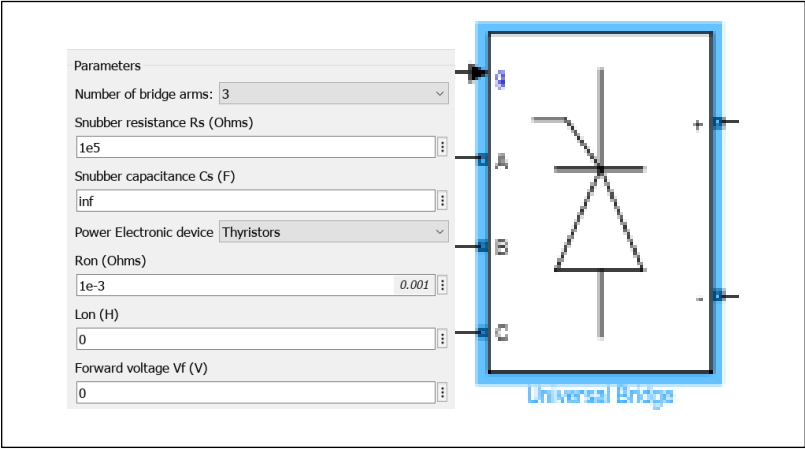 Parameters
Number of bridge arms: 3
Snubber resistance Rs (Ohms)
1e5
Snubber capacitance Cs (F)
inf
Power Electronic device Thyristors
Ron (Ohms)
1e-3 0.001
Lon (H)
0
Forward voltage Vf (V)
0
g
A
B
C
+
-
Universal Bridge